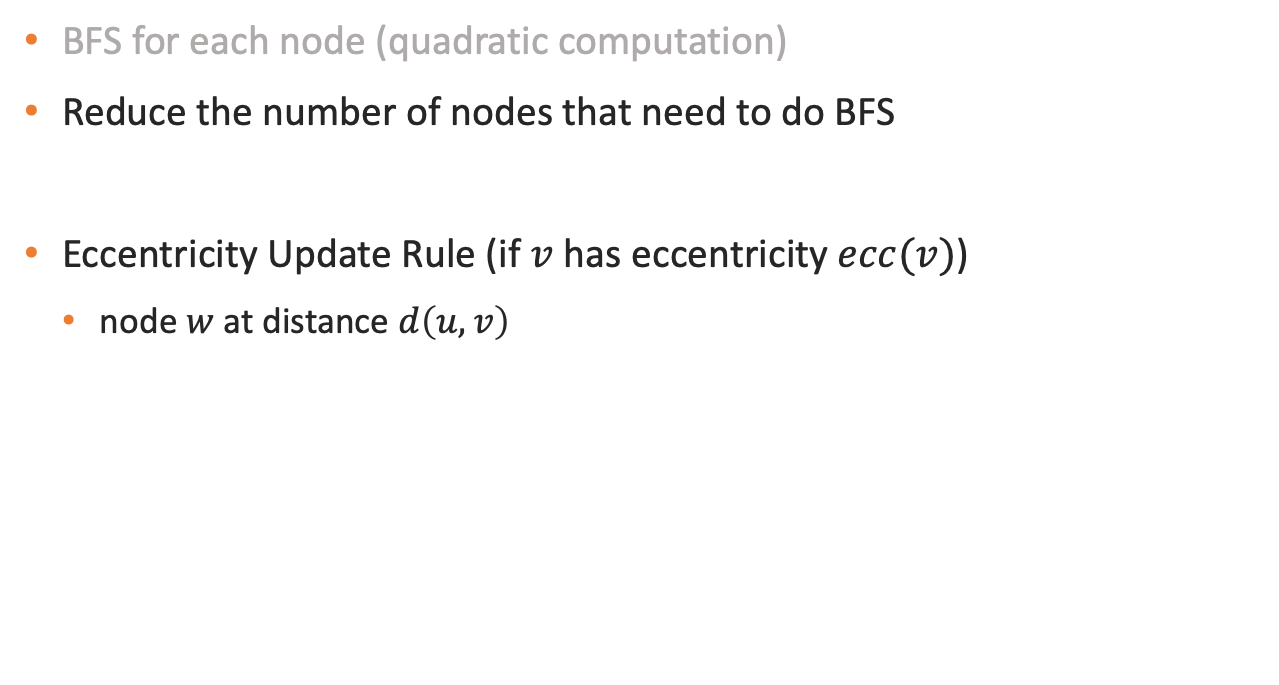 • BFS for each node (quadratic computation)
• Reduce the number of nodes that need to do BFS
• Eccentricity Update Rule (if 𝑣 has eccentricity 𝑒𝑐𝑐(𝑣))
• node 𝑤 at distance 𝑑(𝑢, 𝑣)